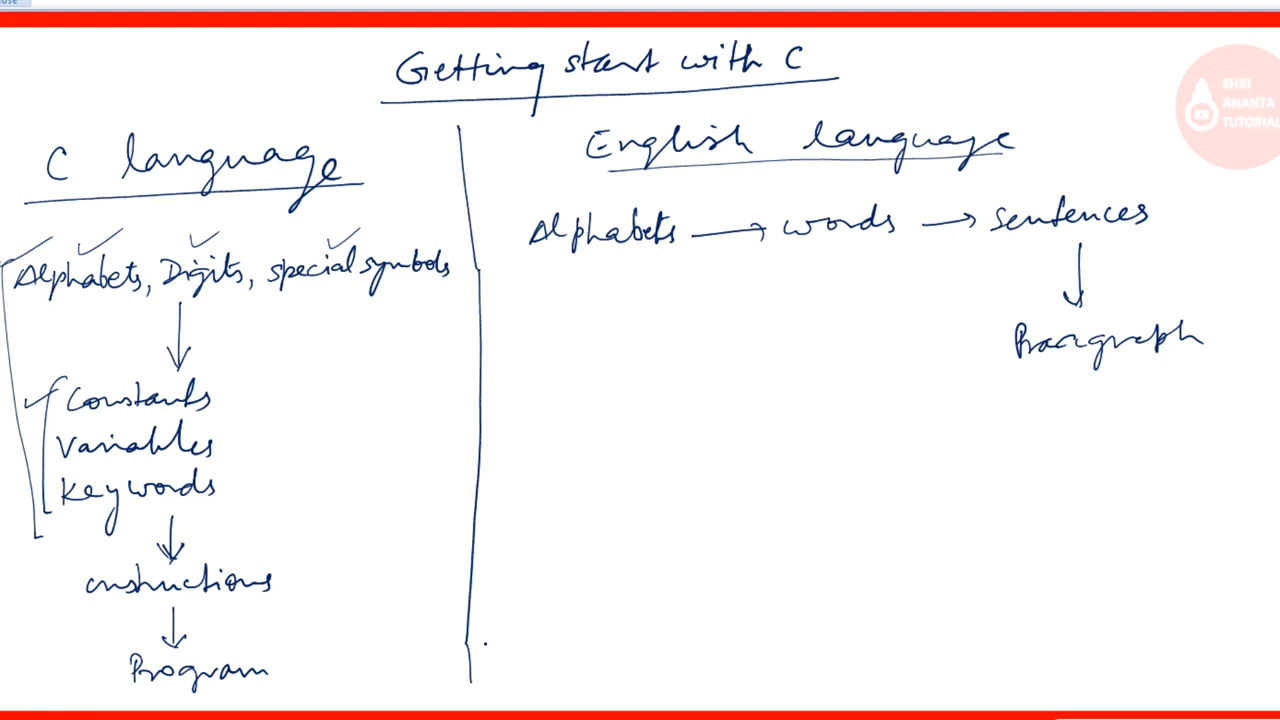 Getting start with C
C language
Alphabets, Digits, special symbols
Constants
Variables
Keywords
instructions
Program
English language
Alphabets → words → sentences
Paragraph
SHRI
ANANTA
TUTORIAL